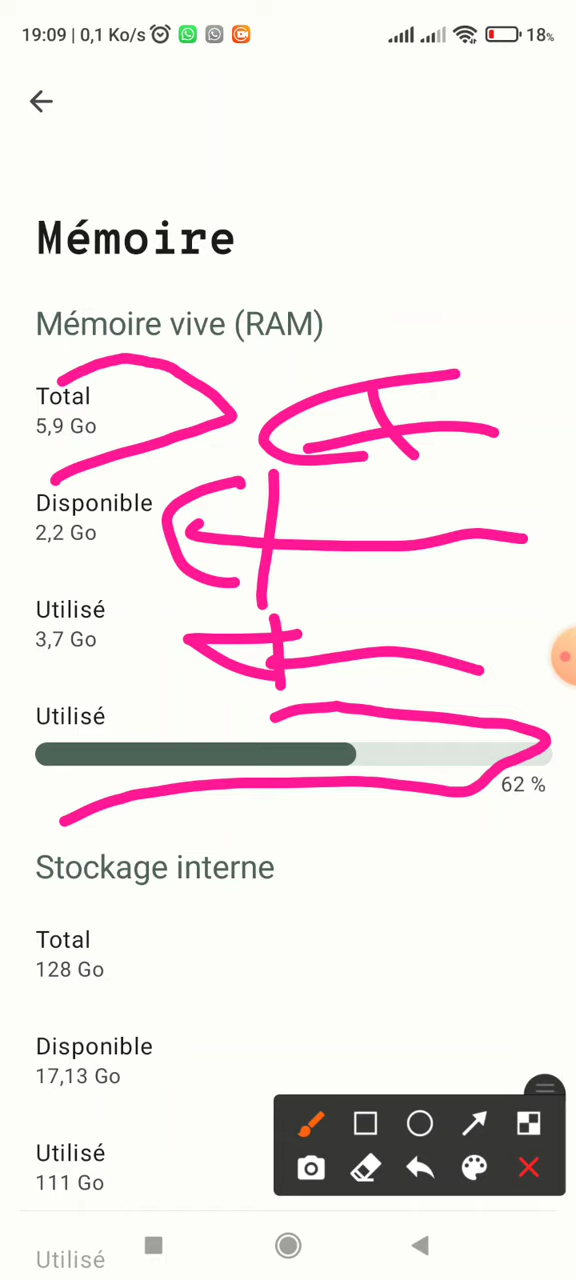 19:09 | 0,1 Ko/s 18%
Mémoire
Mémoire vive (RAM)
Total
5,9 Go
Disponible
2,2 Go
Utilisé
3,7 Go
Utilisé
62 %
Stockage interne
Total
128 Go
Disponible
17,13 Go
Utilisé
111 Go
Utilisé